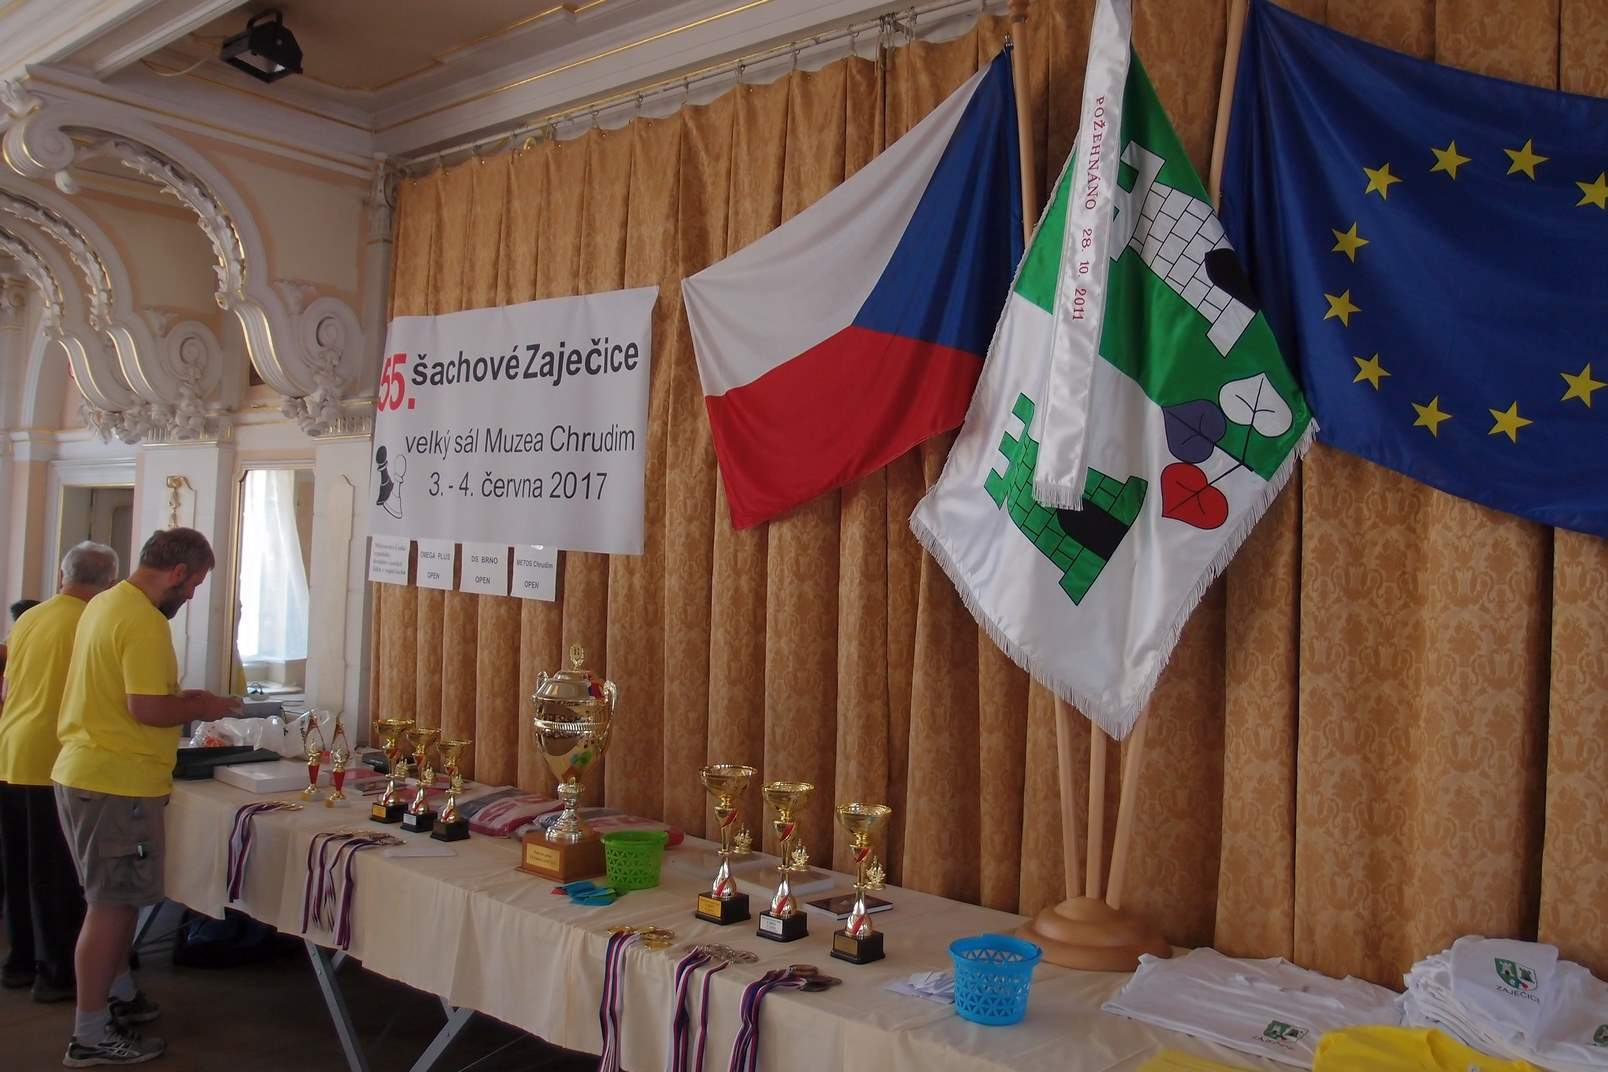 55. šachové Zaječice
velký sál Muzea Chrudim
3. - 4. června 2017
OMEGA PLUS
OPEN
DS BRNO
OPEN
METOS Chrudim
OPEN
POŽEHNÁNO 28. 10. 2011
ZAJEČICE